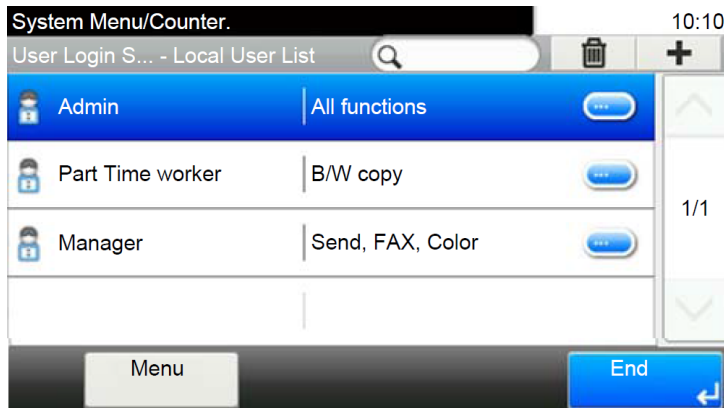 System Menu/Counter. 10:10
User Login S... - Local User List
Admin All functions
Part Time worker B/W copy
Manager Send, FAX, Color
1/1
Menu End